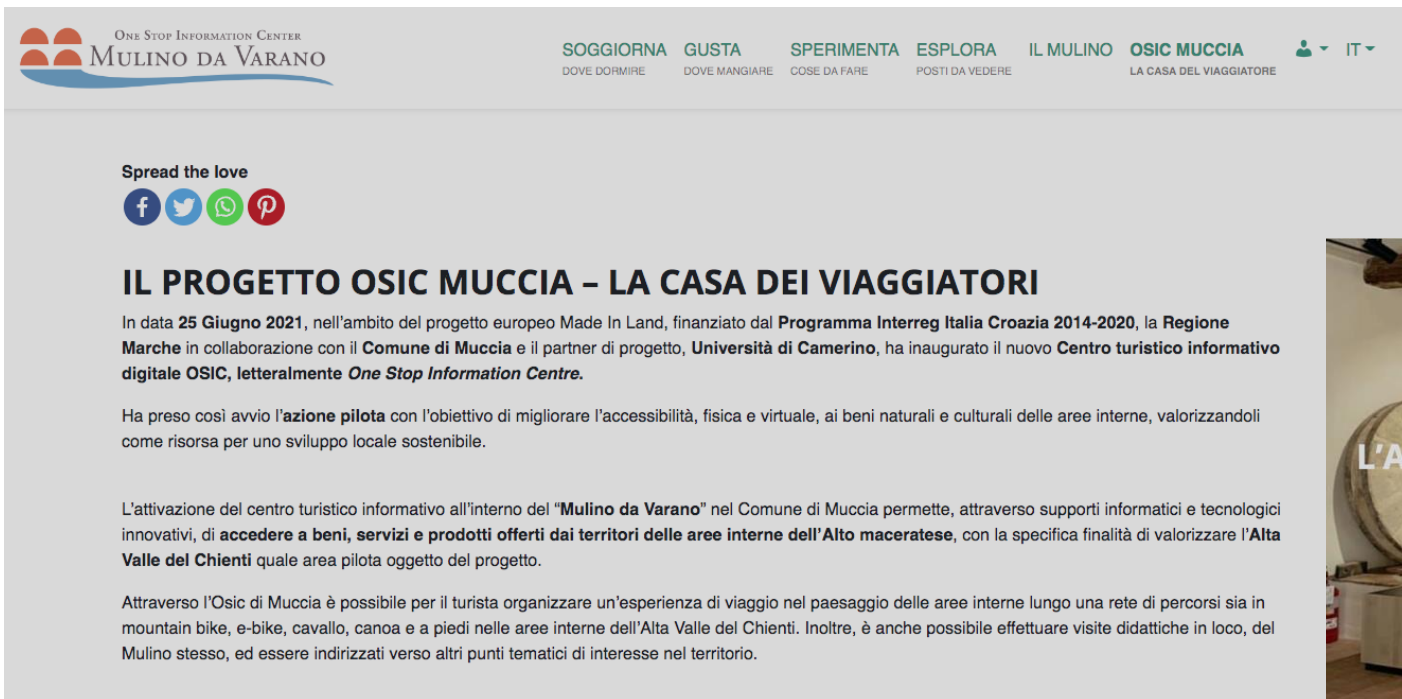 One Stop Information Center
Mulino da Varano
SOGGIORNA GUSTA SPERIMENTA ESPLORA IL MULINO OSIC MUCCIA IT
DOVE DORMIRE DOVE MANGIARE COSE DA FARE POSTI DA VEDERE LA CASA DEL VIAGGIATORE
Spread the love
IL PROGETTO OSIC MUCCIA – LA CASA DEI VIAGGIATORI
In data 25 Giugno 2021, nell'ambito del progetto europeo Made In Land, finanziato dal Programma Interreg Italia Croazia 2014-2020, la Regione
Marche in collaborazione con il Comune di Muccia e il partner di progetto, Università di Camerino, ha inaugurato il nuovo Centro turistico informativo
digitale OSIC, letteralmente One Stop Information Centre.
Ha preso così avvio l'azione pilota con l'obiettivo di migliorare l'accessibilità, fisica e virtuale, ai beni naturali e culturali delle aree interne, valorizzandoli
come risorsa per uno sviluppo locale sostenibile.
L'attivazione del centro turistico informativo all'interno del “Mulino da Varano” nel Comune di Muccia permette, attraverso supporti informatici e tecnologici
innovativi, di accedere a beni, servizi e prodotti offerti dai territori delle aree interne dell'Alto maceratese, con la specifica finalità di valorizzare l'Alta
Valle del Chienti quale area pilota oggetto del progetto.
Attraverso l'Osic di Muccia è possibile per il turista organizzare un'esperienza di viaggio nel paesaggio delle aree interne lungo una rete di percorsi sia in
mountain bike, e-bike, cavallo, canoa e a piedi nelle aree interne dell'Alta Valle del Chienti. Inoltre, è anche possibile effettuare visite didattiche in loco, del
Mulino stesso, ed essere indirizzati verso altri punti tematici di interesse nel territorio.
L'A